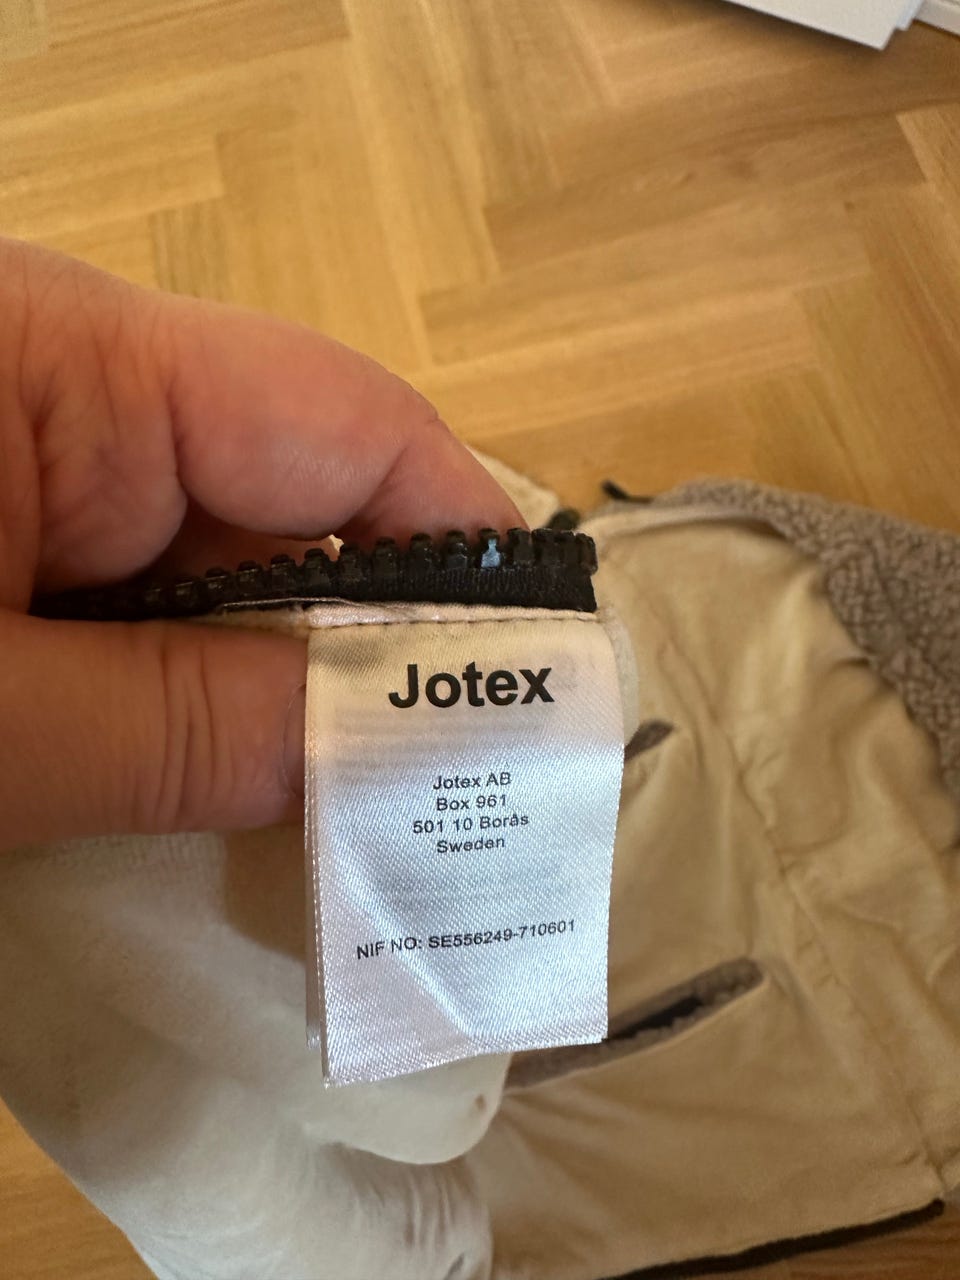 Jotex
Jotex AB
Box 961
501 10 Borås
Sweden
NIF NO: SE556249-710601